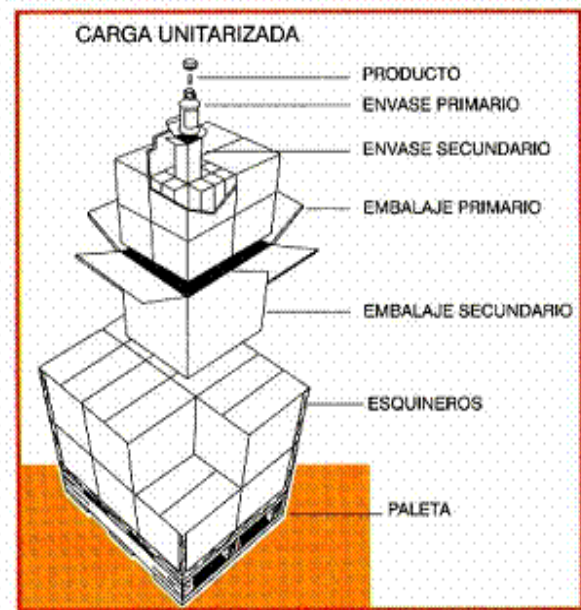 CARGA UNITARIZADA
PRODUCTO
ENVASE PRIMARIO
ENVASE SECUNDARIO
EMBALAJE PRIMARIO
EMBALAJE SECUNDARIO
ESQUINEROS
PALETA